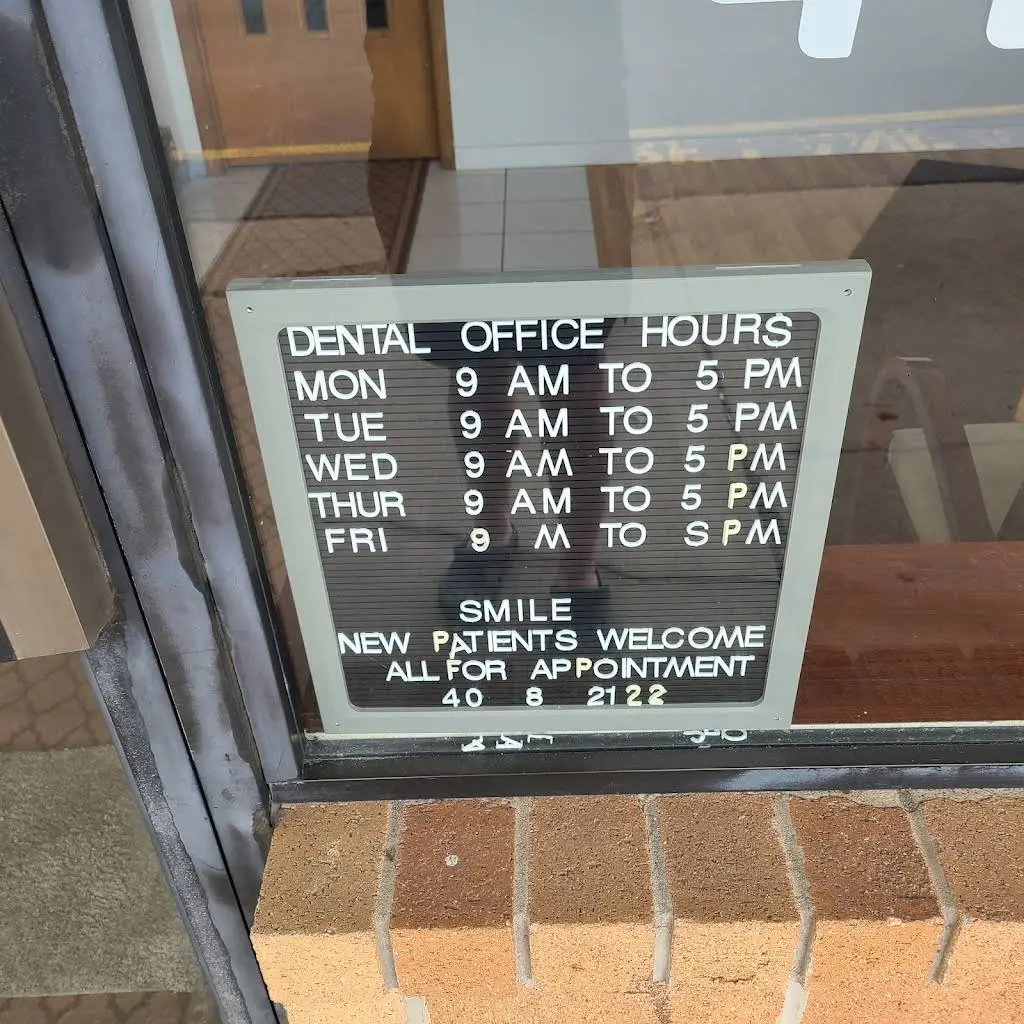 DENTAL OFFICE HOURS
MON 9 AM TO 5 PM
TUE 9 AM TO 5 PM
WED 9 AM TO 5 PM
THUR 9 AM TO 5 PM
FRI 9 M TO S PM
SMILE
NEW PATIENTS WELCOME
ALL FOR APPOINTMENT
40 8 2122